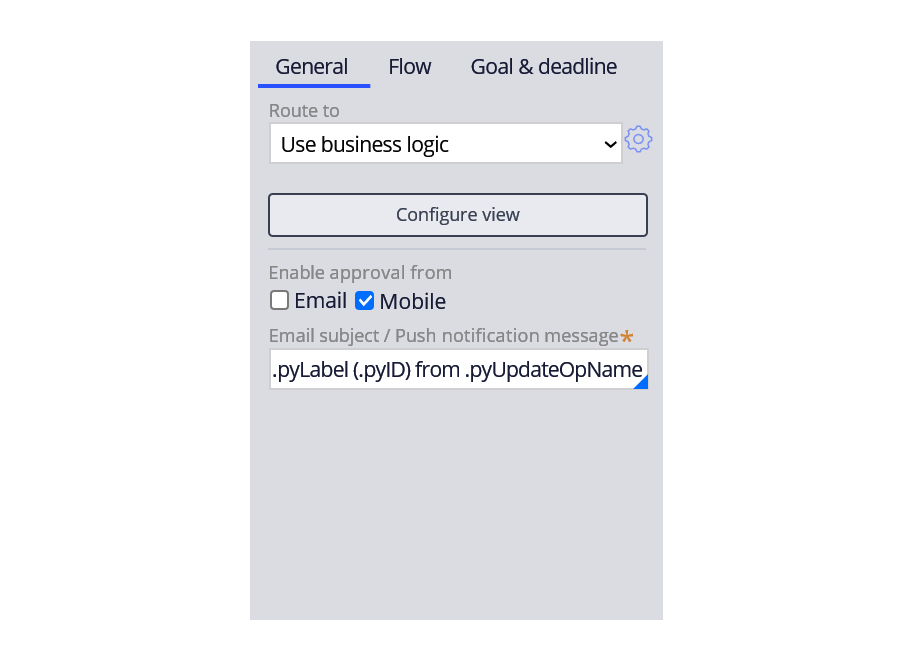 General Flow Goal & deadline
Route to
Use business logic
Configure view
Enable approval from
Email Mobile
Email subject / Push notification message*
.pyLabel (.pyID) from .pyUpdateOpName